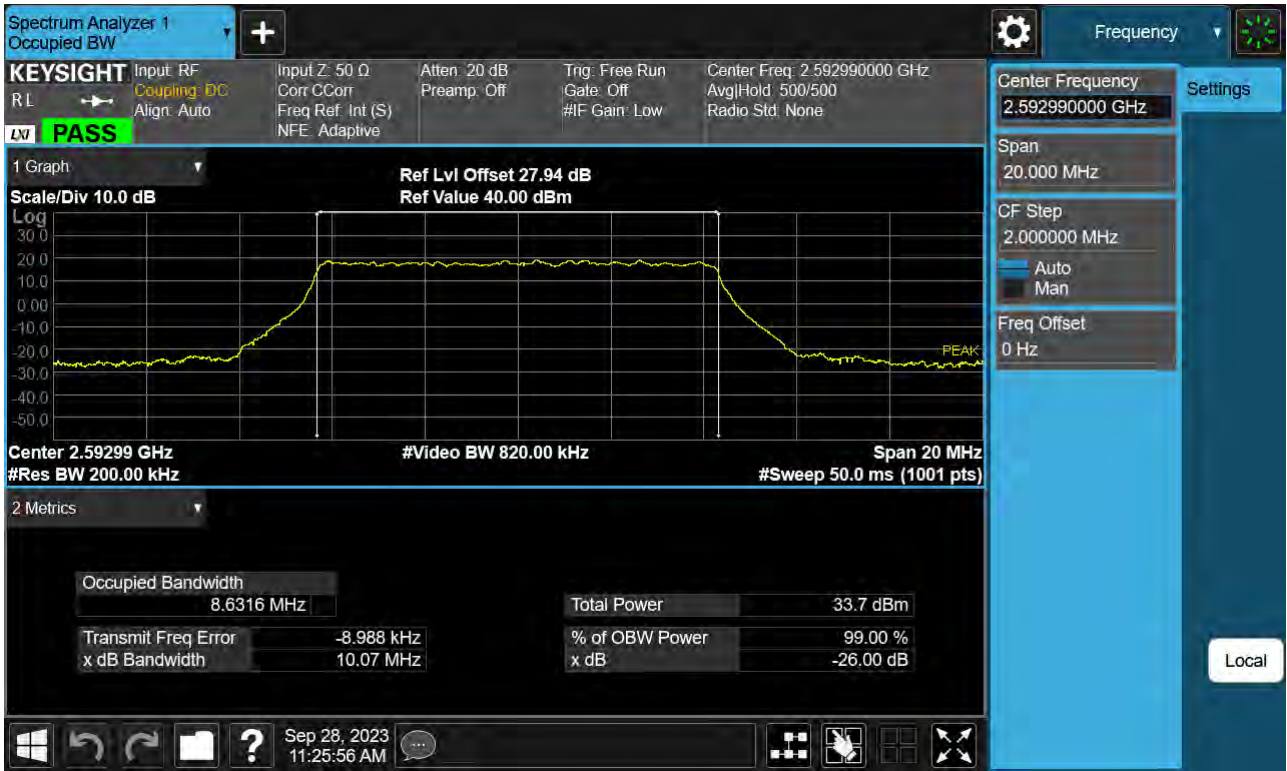 Spectrum Analyzer 1
Occupied BW
+
Frequency
KEYSIGHT
R L
LXI
PASS
Input: RF
Coupling: DC
Align: Auto
Input Z: 50 Ω
Corr CCorr
Freq Ref: Int (S)
NFE: Adaptive
Atten: 20 dB
Preamp: Off
Trig: Free Run
Gate: Off
#IF Gain: Low
Center Freq: 2.592990000 GHz
Avg|Hold: 500/500
Radio Std: None
Center Frequency
2.592990000 GHz
Settings
Span
20.000 MHz
CF Step
2.000000 MHz
Auto
Man
Freq Offset
0 Hz
Local
1 Graph
Scale/Div 10.0 dB
Ref Lvl Offset 27.94 dB
Ref Value 40.00 dBm
Log
30.0
20.0
10.0
0.00
-10.0
-20.0
-30.0
-40.0
-50.0
PEAK
Center 2.59299 GHz
#Video BW 820.00 kHz
Span 20 MHz
#Res BW 200.00 kHz
#Sweep 50.0 ms (1001 pts)
2 Metrics
Occupied Bandwidth
8.6316 MHz
Total Power 33.7 dBm
Transmit Freq Error -8.988 kHz
% of OBW Power 99.00 %
x dB Bandwidth 10.07 MHz
x dB -26.00 dB
?
Sep 28, 2023
11:25:56 AM